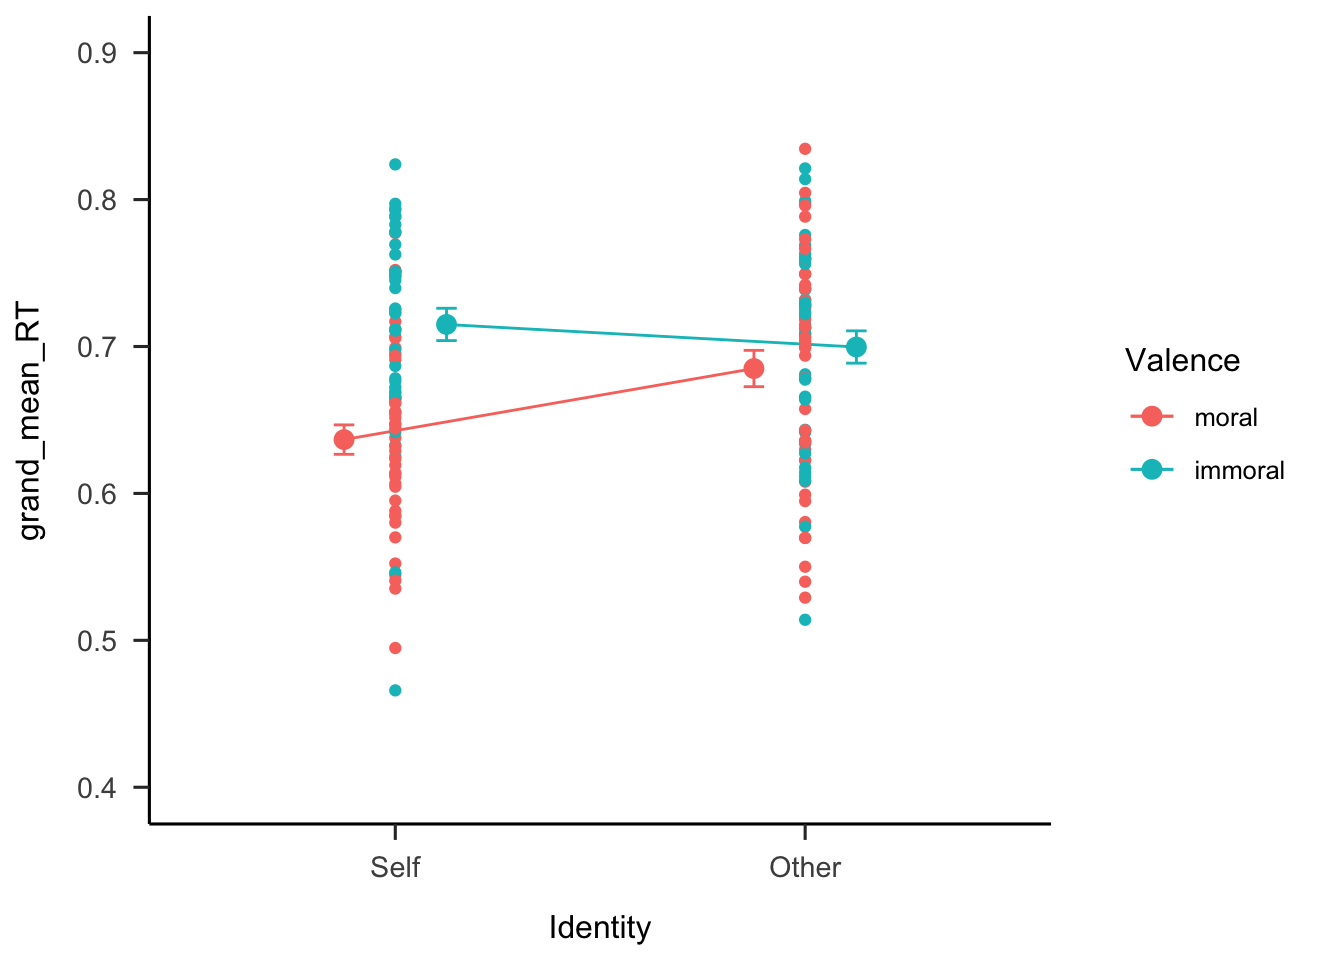 grand_mean_RT
0.9
0.8
0.7
0.6
0.5
0.4
Self
Other
Identity
Valence
moral
immoral